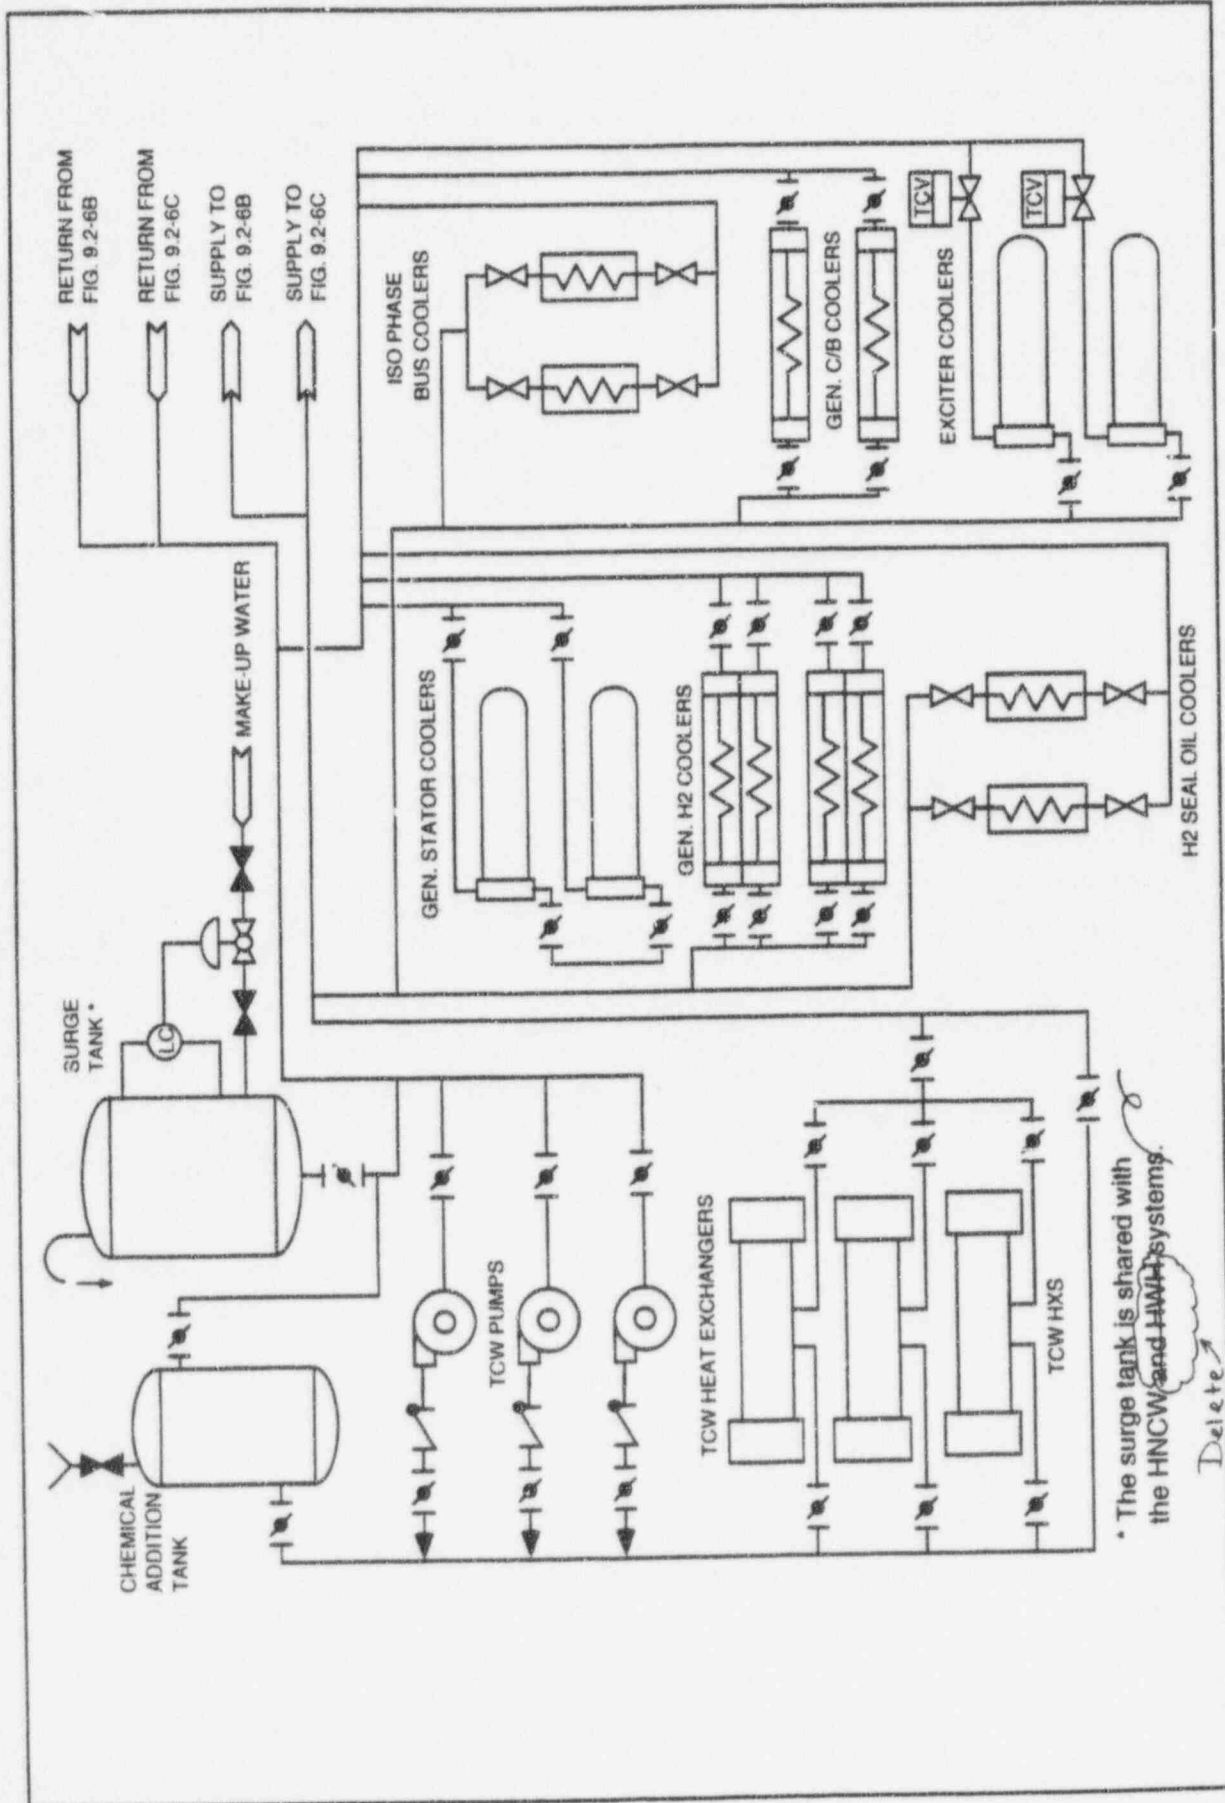 RETURN FROM
FIG. 9.2-6B
RETURN FROM
FIG. 9.2-6C
SUPPLY TO
FIG. 9.2-6B
SUPPLY TO
FIG. 9.2-6C
MAKE-UP WATER
SURGE
TANK *
LC
CHEMICAL
ADDITION
TANK
TCW PUMPS
TCW HEAT EXCHANGERS
TCW HXS
GEN. STATOR COOLERS
GEN. H2 COOLERS
H2 SEAL OIL COOLERS
ISO PHASE
BUS COOLERS
GEN. C/B COOLERS
EXCITER COOLERS
TCV
TCV
* The surge tank is shared with
the HNCW and HWH systems.
Delete